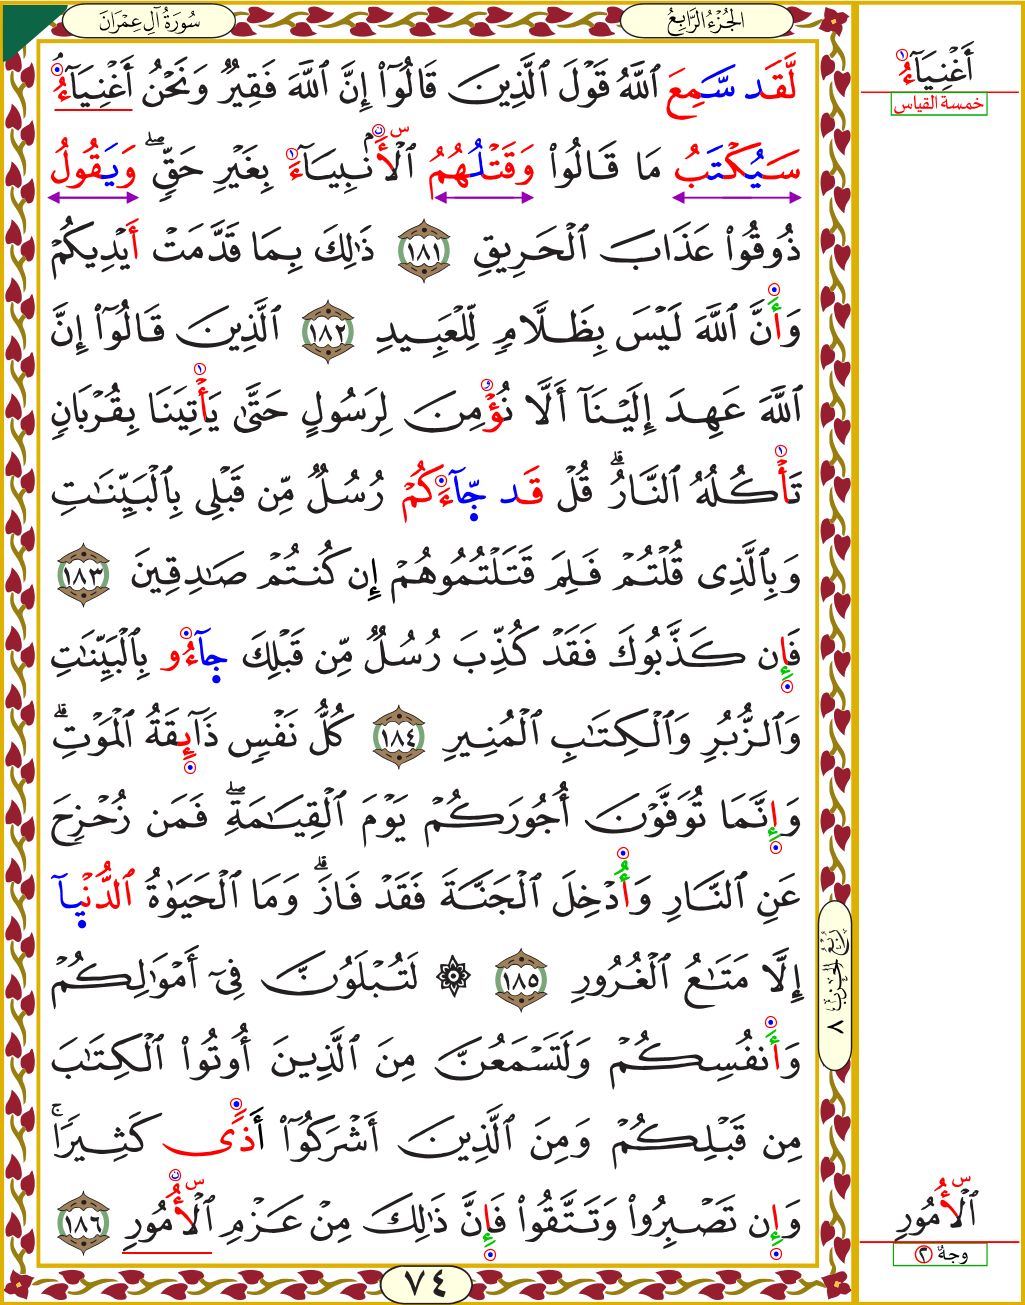 سُورَةُ آلِ عِمْرَانَ
الجُزْءُ الرَّابِعُ
لَّقَد سَّمِعَ ٱللَّهُ قَوْلَ ٱلَّذِينَ قَالُوٓا۟ إِنَّ ٱللَّهَ فَقِيرٌ وَنَحْنُ أَغْنِيَآءُ
سَيُكْتَبُ مَا قَالُوا۟ وَقَتْلُهُمُ ٱلْأَنۢبِيَآءَ بِغَيْرِ حَقٍّ ۖ وَيَقُولُ
ذُوقُوا۟ عَذَابَ ٱلْحَرِيقِ ١٨١ ذَٰلِكَ بِمَا قَدَّمَتْ أَيْدِيكُمْ
وَأَنَّ ٱللَّهَ لَيْسَ بِظَلَّامٍ لِّلْعَبِيدِ ١٨٢ ٱلَّذِينَ قَالُوٓا۟ إِنَّ
ٱللَّهَ عَهِدَ إِلَيْنَآ أَلَّا نُؤْمِنَ لِرَسُولٍ حَتَّىٰ يَأْتِيَنَا بِقُرْبَانٍ
تَأْكُلُهُ ٱلنَّارُ ۗ قُلْ قَد جَّآءَكُمْ رُسُلٌ مِّن قَبْلِى بِٱلْبَيِّنَٰتِ
وَبِٱلَّذِى قُلْتُمْ فَلِمَ قَتَلْتُمُوهُمْ إِن كُنتُمْ صَٰدِقِينَ ١٨٣
فَإِن كَذَّبُوكَ فَقَدْ كُذِّبَ رُسُلٌ مِّن قَبْلِكَ جَآءُو بِٱلْبَيِّنَٰتِ
وَٱلزُّبُرِ وَٱلْكِتَٰبِ ٱلْمُنِيرِ ١٨٤ كُلُّ نَفْسٍ ذَآئِقَةُ ٱلْمَوْتِ ۗ
وَإِنَّمَا تُوَفَّوْنَ أُجُورَكُمْ يَوْمَ ٱلْقِيَٰمَةِ ۖ فَمَن زُحْزِحَ
عَنِ ٱلنَّارِ وَأُدْخِلَ ٱلْجَنَّةَ فَقَدْ فَازَ ۗ وَمَا ٱلْحَيَوٰةُ ٱلدُّنْيَآ
إِلَّا مَتَٰعُ ٱلْغُرُورِ ١٨٥ ۞ لَتُبْلَوُنَّ فِىٓ أَمْوَٰلِكُمْ
وَأَنفُسِكُمْ وَلَتَسْمَعُنَّ مِنَ ٱلَّذِينَ أُوتُوا۟ ٱلْكِتَٰبَ
مِن قَبْلِكُمْ وَمِنَ ٱلَّذِينَ أَشْرَكُوٓا۟ أَذًى كَثِيرًا ۚ
وَإِن تَصْبِرُوا۟ وَتَتَّقُوا۟ فَإِنَّ ذَٰلِكَ مِنْ عَزْمِ ٱلْأُمُورِ ١٨٦
٧٤
رُبْعُ الحِزْبِ ٨
أَغْنِيَآءُ
خمسة القياس
ٱلْأُمُورِ
وجهٌ ٢